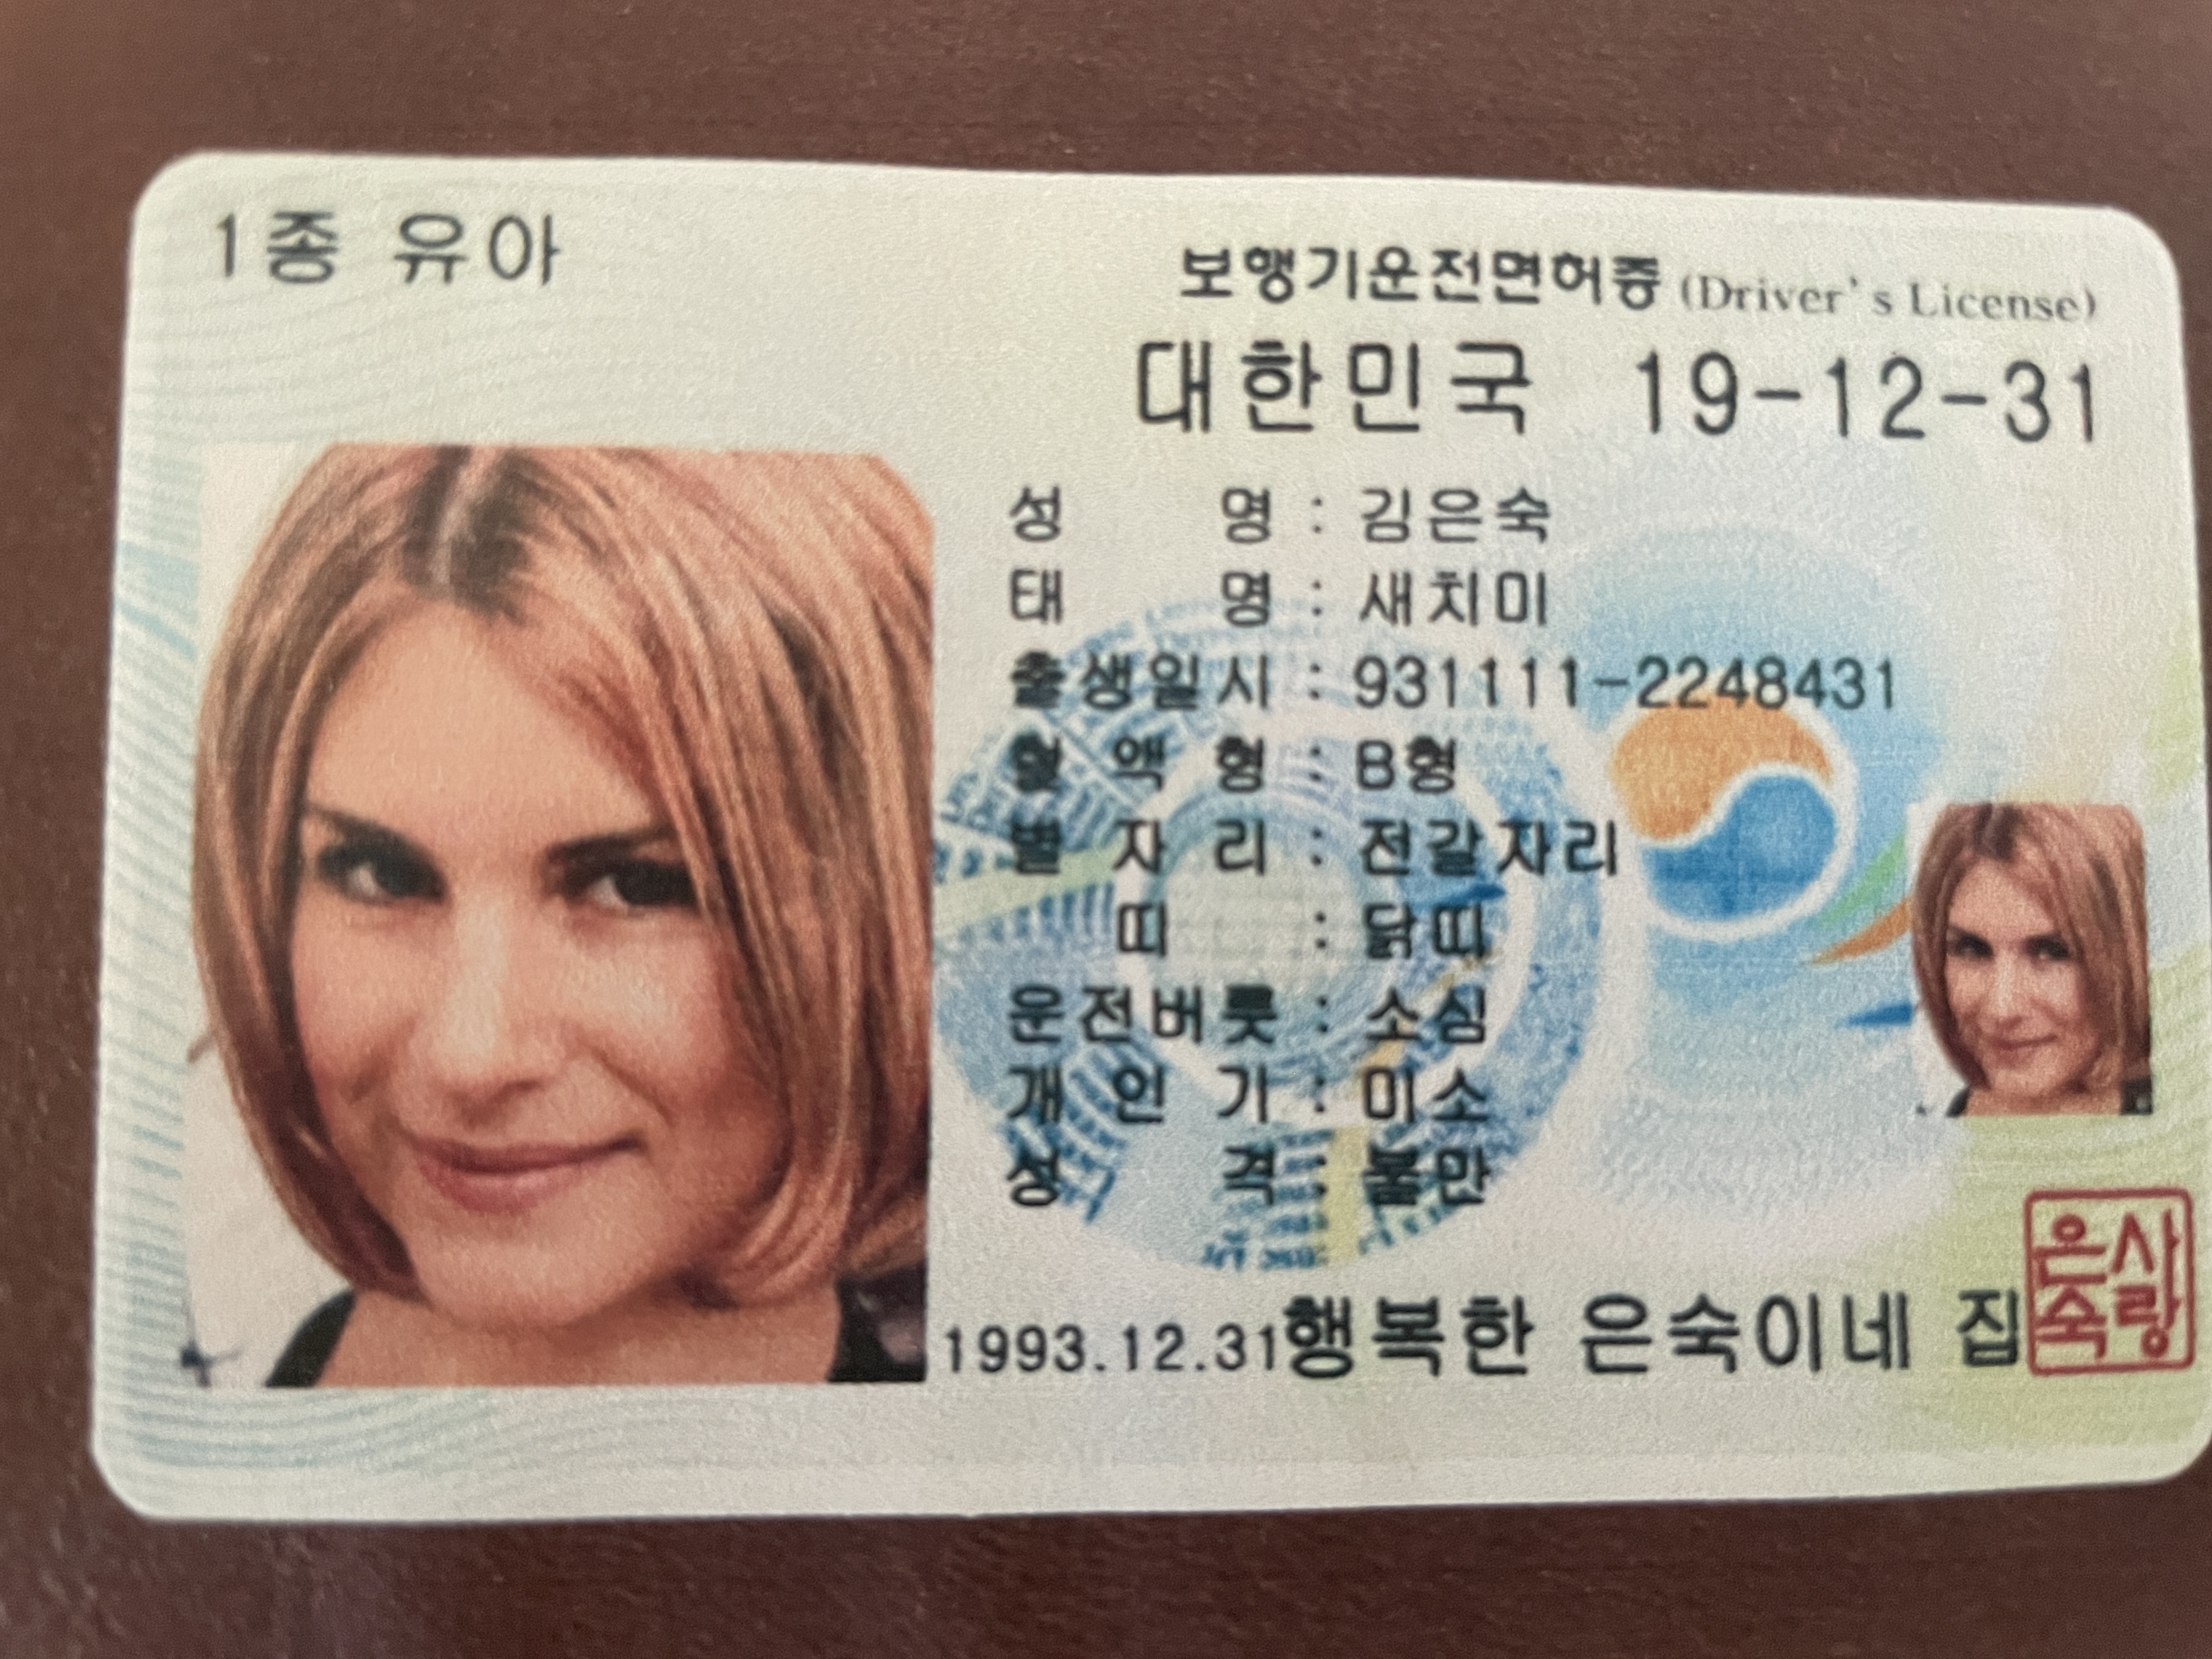 1종 유아
보행기운전면허증 (Driver's License)
대한민국 19-12-31
성 명 : 김은숙
태 명 : 새치미
출생일시 : 931111-2248431
혈 액 형 : B형
별 자 리 : 전갈자리
띠 : 닭띠
운전버릇 : 소심
개 인 기 : 미소
성 격 : 불만
1993.12.31행복한 은숙이네 집
은사
숙랑